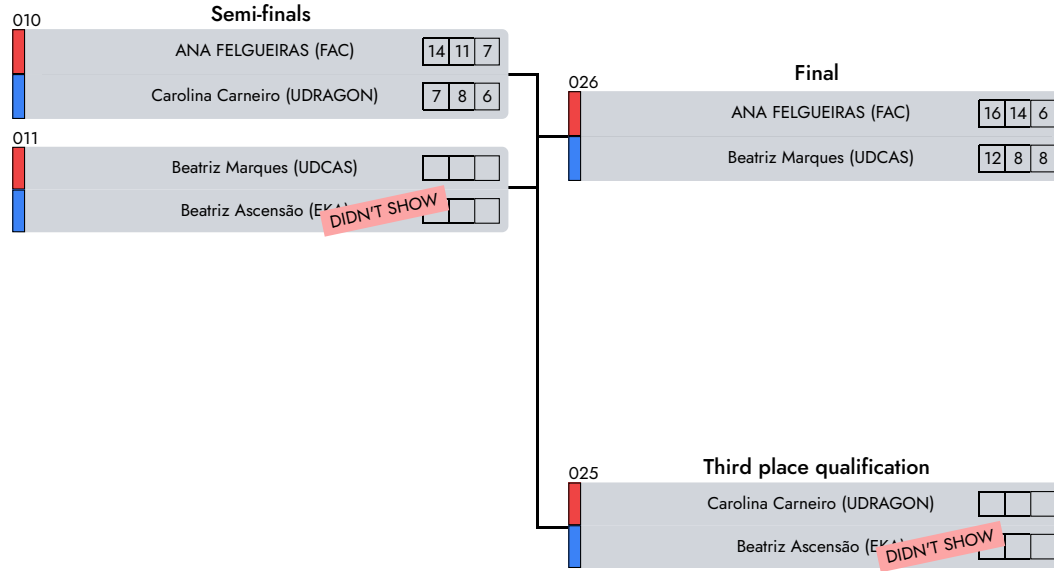 Semi-finals
010
ANA FELGUEIRAS (FAC) 14 11 7
Carolina Carneiro (UDRAGON) 7 8 6
011
Beatriz Marques (UDCAS)
Beatriz Ascensão
DIDN'T SHOW
Final
026
ANA FELGUEIRAS (FAC) 16 14 6
Beatriz Marques (UDCAS) 12 8 8
Third place qualification
025
Carolina Carneiro (UDRAGON)
Beatriz Ascensão (EKA)
DIDN'T SHOW